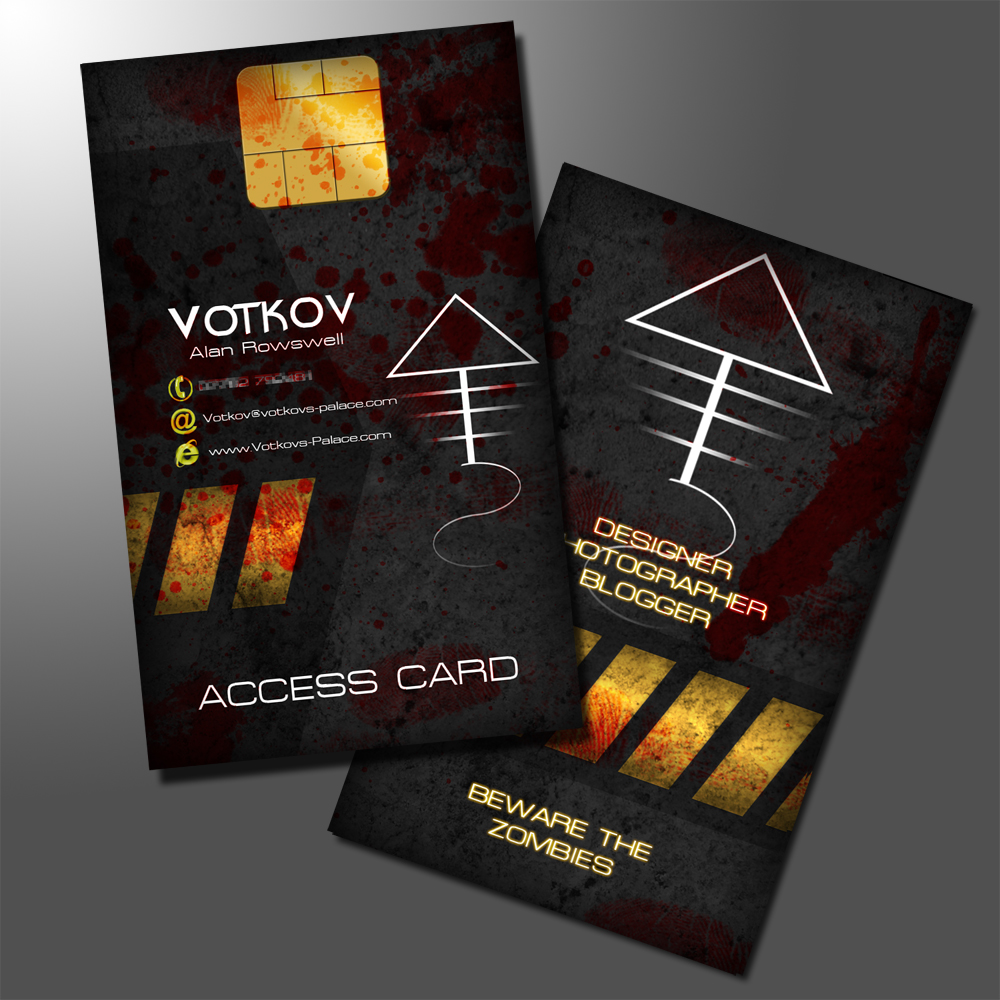 VOTKOV
Alan Rowswell
Votkov@votkovs-palace.com
www.Votkovs-Palace.com
ACCESS CARD
DESIGNER
HOTOGRAPHER
BLOGGER
BEWARE THE
ZOMBIES